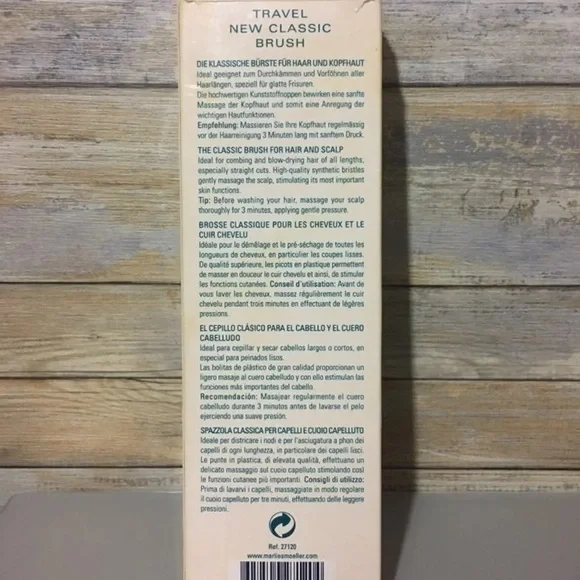 TRAVEL
NEW CLASSIC
BRUSH
DIE KLASSISCHE BÜRSTE FÜR HAAR UND KOPFHAUT
Ideal geeignet zum Durchkämmen und Vorföhnen aller
Haarlängen, speziell für glatte Frisuren.
Die hochwertigen Kunststoffnoppen bewirken eine sanfte
Massage der Kopfhaut und somit eine Anregung der
wichtigen Hautfunktionen.
Empfehlung: Massieren Sie Ihre Kopfhaut regelmässig
vor der Haarreinigung 3 Minuten lang mit sanftem Druck.
THE CLASSIC BRUSH FOR HAIR AND SCALP
Ideal for combing and blow-drying hair of all lengths,
especially straight cuts. High-quality synthetic bristles
gently massage the scalp, stimulating its most important
skin functions.
Tip: Before washing your hair, massage your scalp
thoroughly for 3 minutes, applying gentle pressure.
BROSSE CLASSIQUE POUR LES CHEVEUX ET LE
CUIR CHEVELU
Idéale pour le démêlage et le pré-séchage de toutes les
longueurs de cheveux, en particulier les coupes lisses.
De qualité supérieure, les picots en plastique permettent
de masser en douceur le cuir chevelu et ainsi, de stimuler
les fonctions cutanées. Conseil d'utilisation: Avant de
vous laver les cheveux, massez régulièrement le cuir
chevelu pendant trois minutes en effectuant de légères
pressions.
EL CEPILLO CLÁSICO PARA EL CABELLO Y EL CUERO
CABELLUDO
Ideal para cepillar y secar cabellos largos o cortos, en
especial para peinados lisos.
Las bolitas de plástico de gran calidad proporcionan un
ligero masaje al cuero cabelludo y con ello estimulan las
funciones más importantes del cabello.
Recomendación: Masajear regularmente el cuero
cabelludo durante 3 minutos antes de lavarse el pelo
ejerciendo una suave presión.
SPAZZOLA CLASSICA PER CAPELLI E CUOIO CAPELLUTO
Ideale per districare i nodi e per l'asciugatura a phon dei
capelli di ogni lunghezza, in particolare dei capelli lisci.
Le punte in plastica, di elevata qualità, effettuano un
delicato massaggio sul cuoio capelluto stimolando così
le funzioni cutanee più importanti. Consigli di utilizzo:
Prima di lavarvi i capelli, massaggiate in modo regolare
il cuoio capelluto per tre minuti, effettuando delle leggere
pressioni.
Ref. 27120
www.marliesmoeller.com